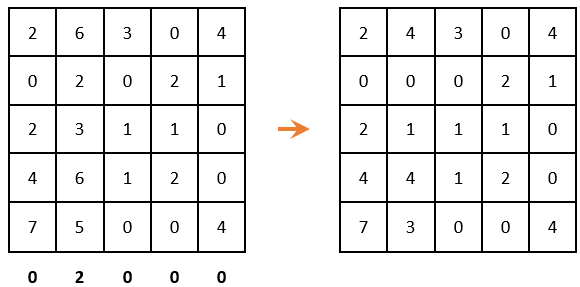 2 6 3 0 4
0 2 0 2 1
2 3 1 1 0
4 6 1 2 0
7 5 0 0 4
0 2 0 0 0
2 4 3 0 4
0 0 0 2 1
2 1 1 1 0
4 4 1 2 0
7 3 0 0 4